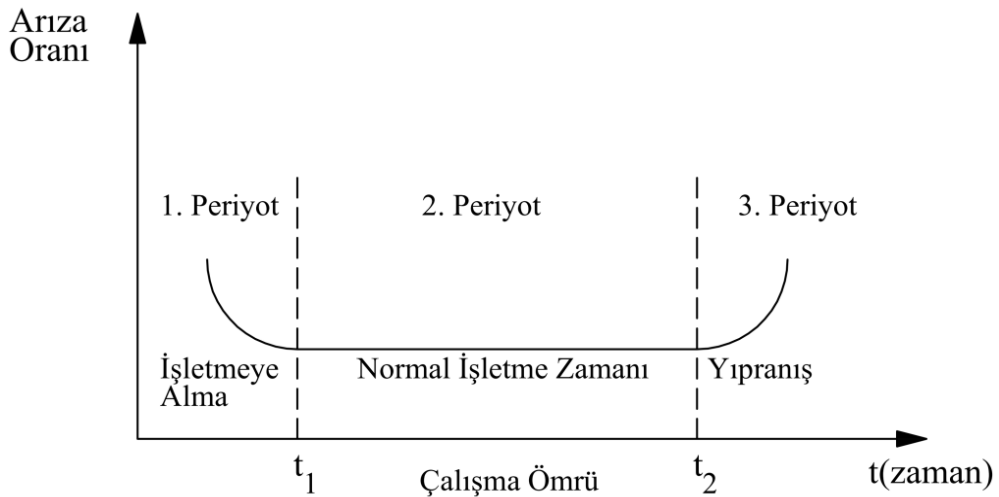 Arıza
Oranı
1. Periyot
2. Periyot
3. Periyot
İşletmeye
Alma
Normal İşletme Zamanı
Yıpranış
t1
Çalışma Ömrü
t2
t(zaman)